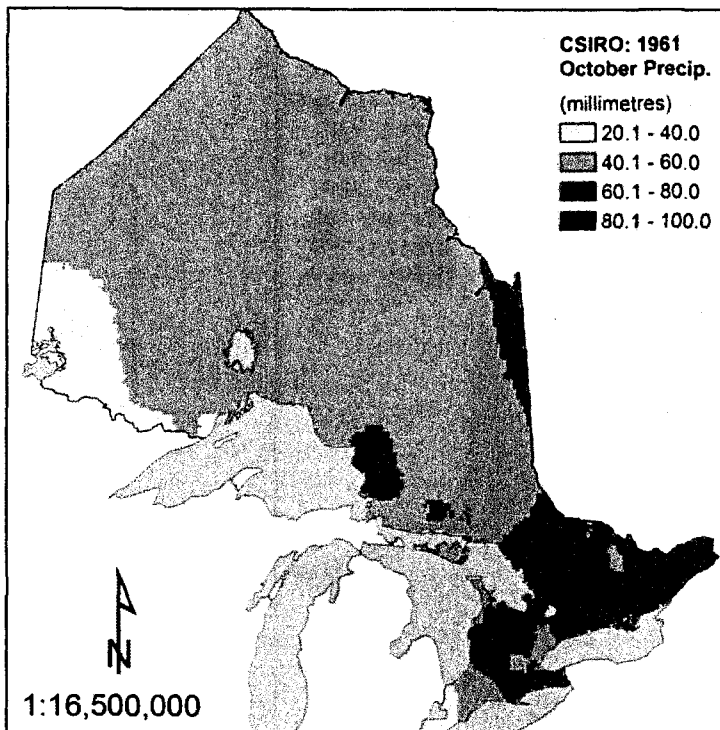 CSIRO: 1961
October Precip.
(millimetres)
20.1 - 40.0
40.1 - 60.0
60.1 - 80.0
80.1 - 100.0
N
1:16,500,000